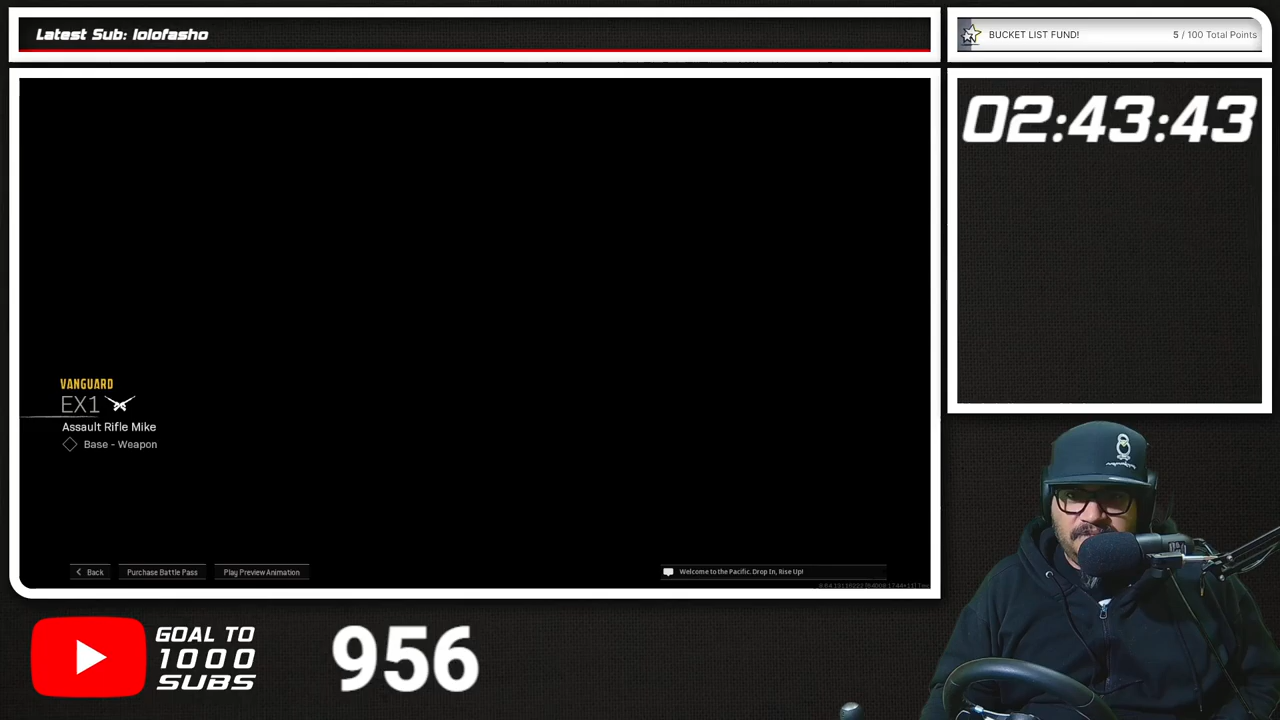 Latest Sub: lolofasho
BUCKET LIST FUND!
5 / 100 Total Points
02:43:43
VANGUARD
EX1
Assault Rifle Mike
Base - Weapon
Back
Purchase Battle Pass
Play Preview Animation
Welcome to the Pacific. Drop In, Rise Up!
GOAL TO
1000
SUBS
956